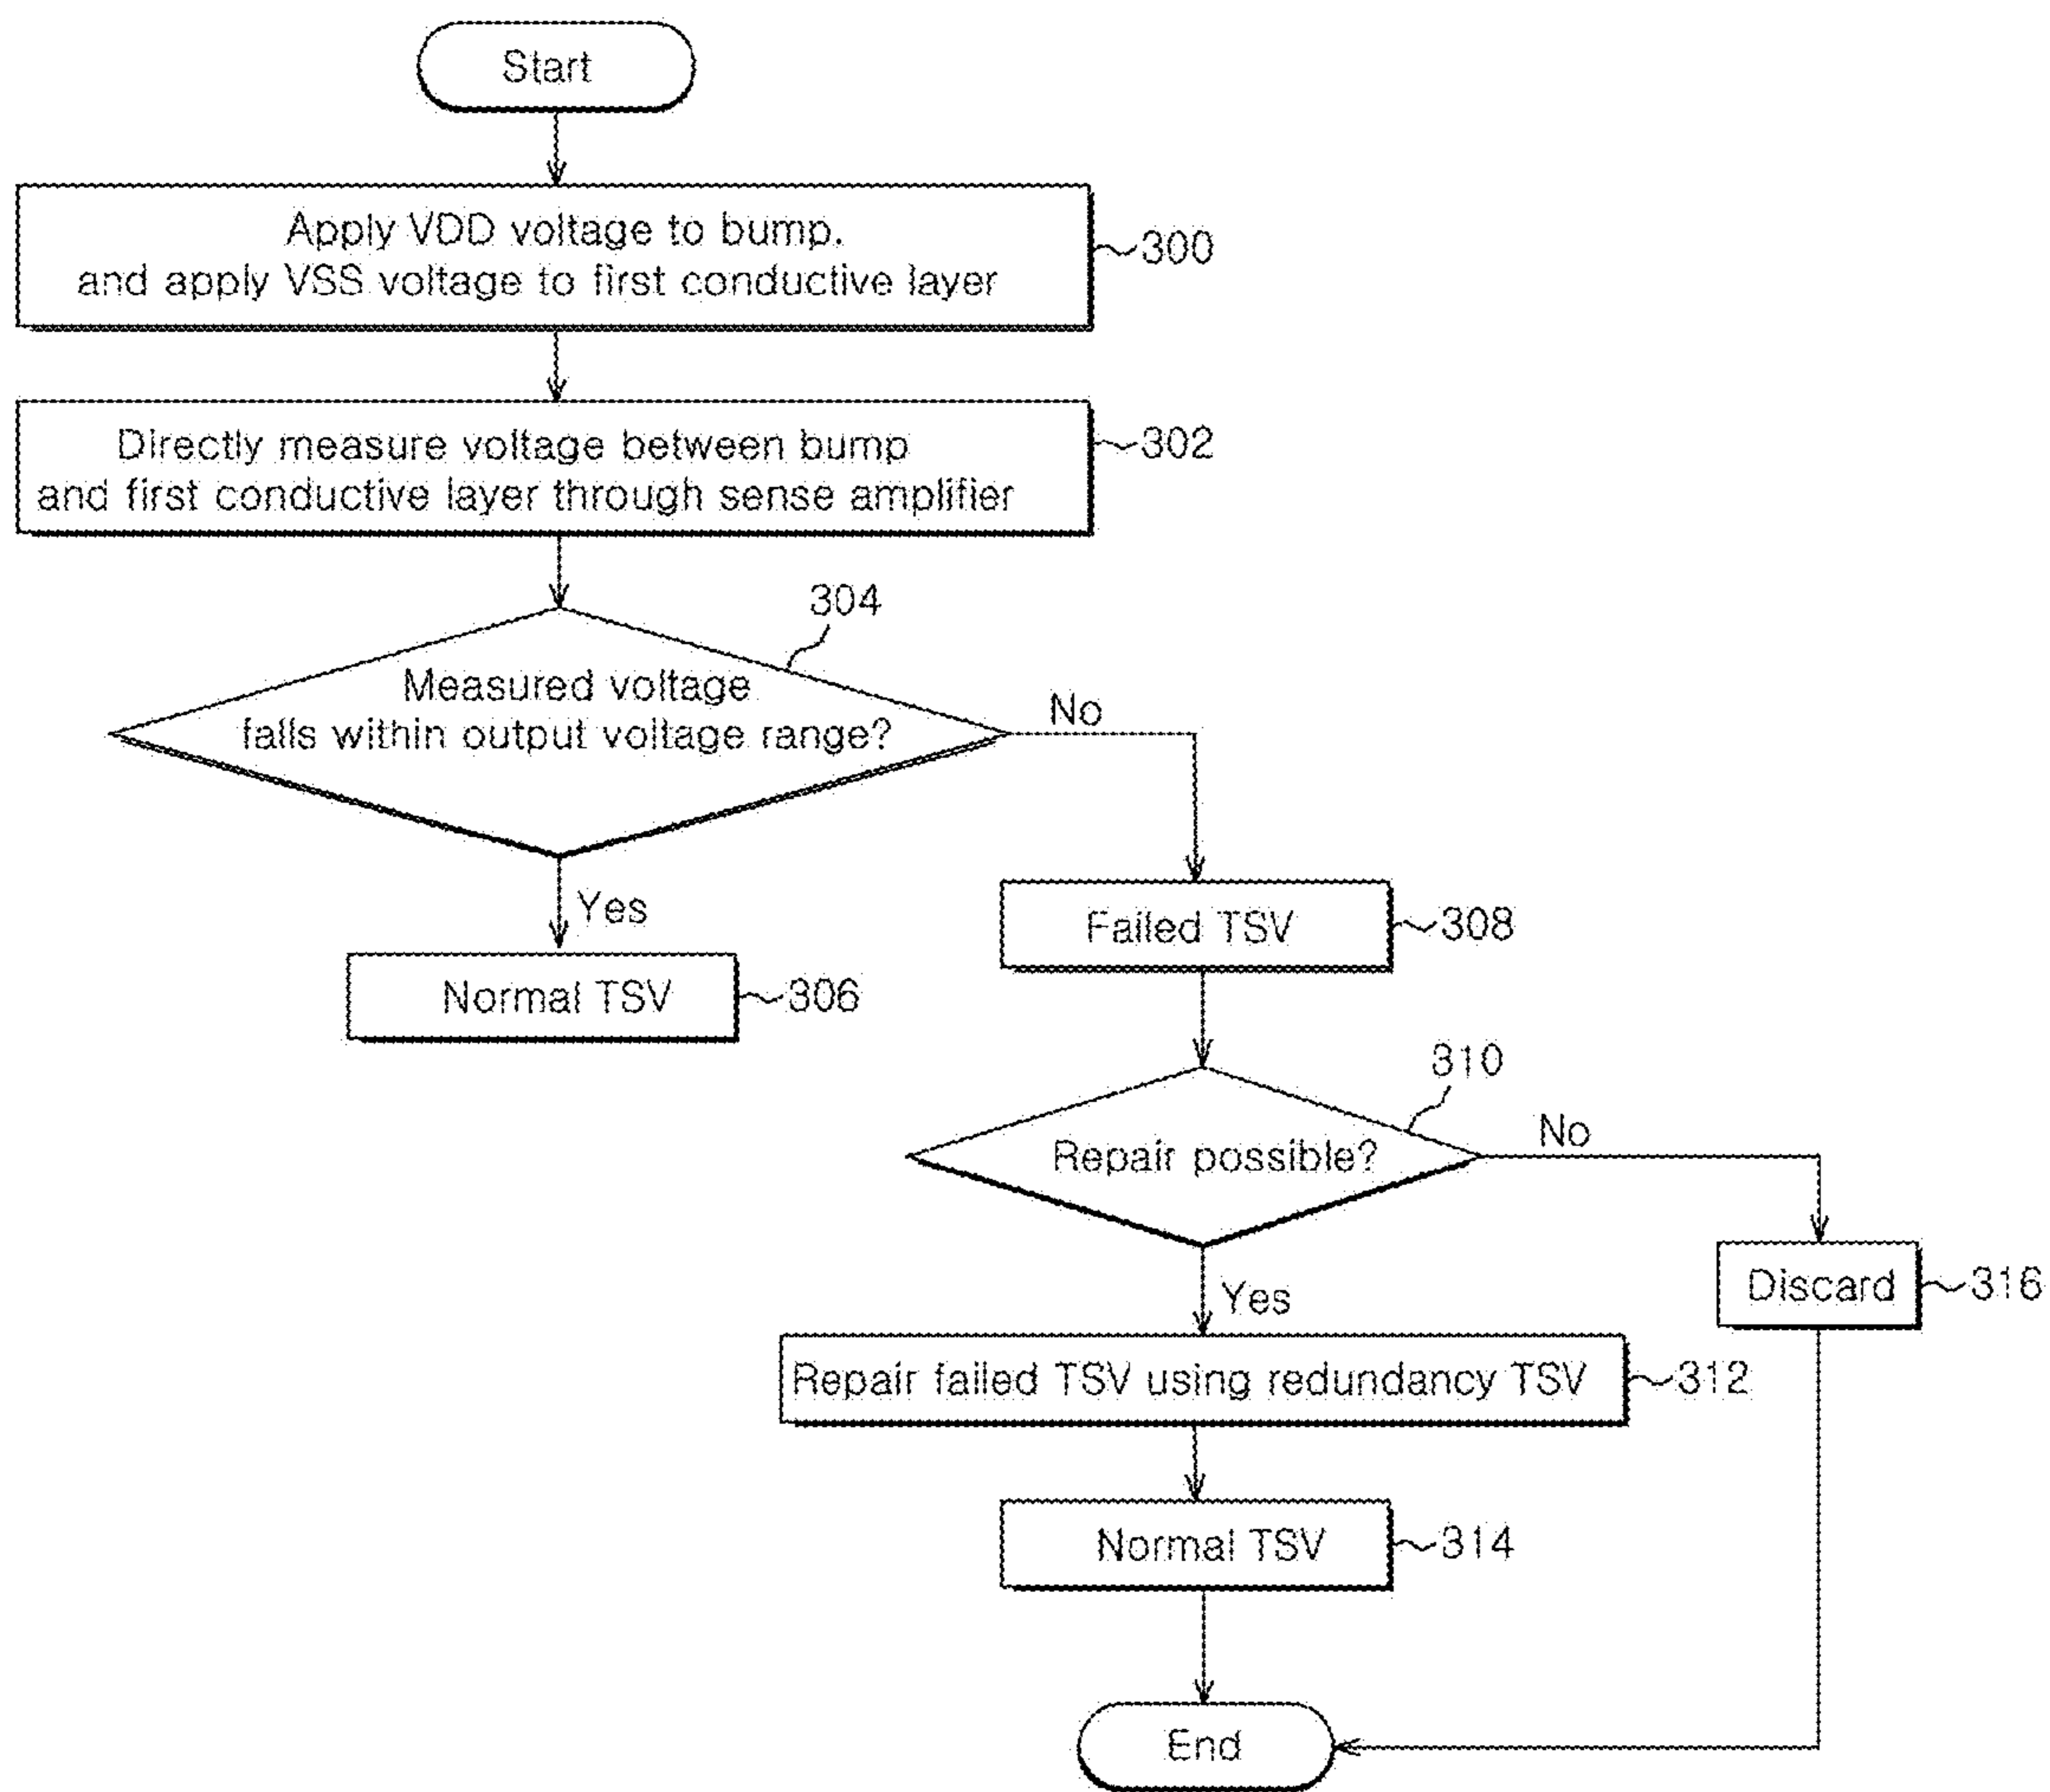 Start
Apply VDD voltage to bump,
and apply VSS voltage to first conductive layer
300
Directly measure voltage between bump
and first conductive layer through sense amplifier
302
304
Measured voltage
falls within output voltage range?
No
Yes
Failed TSV
308
Normal TSV
306
310
Repair possible?
No
Yes
Discard
316
Repair failed TSV using redundancy TSV
312
Normal TSV
314
End